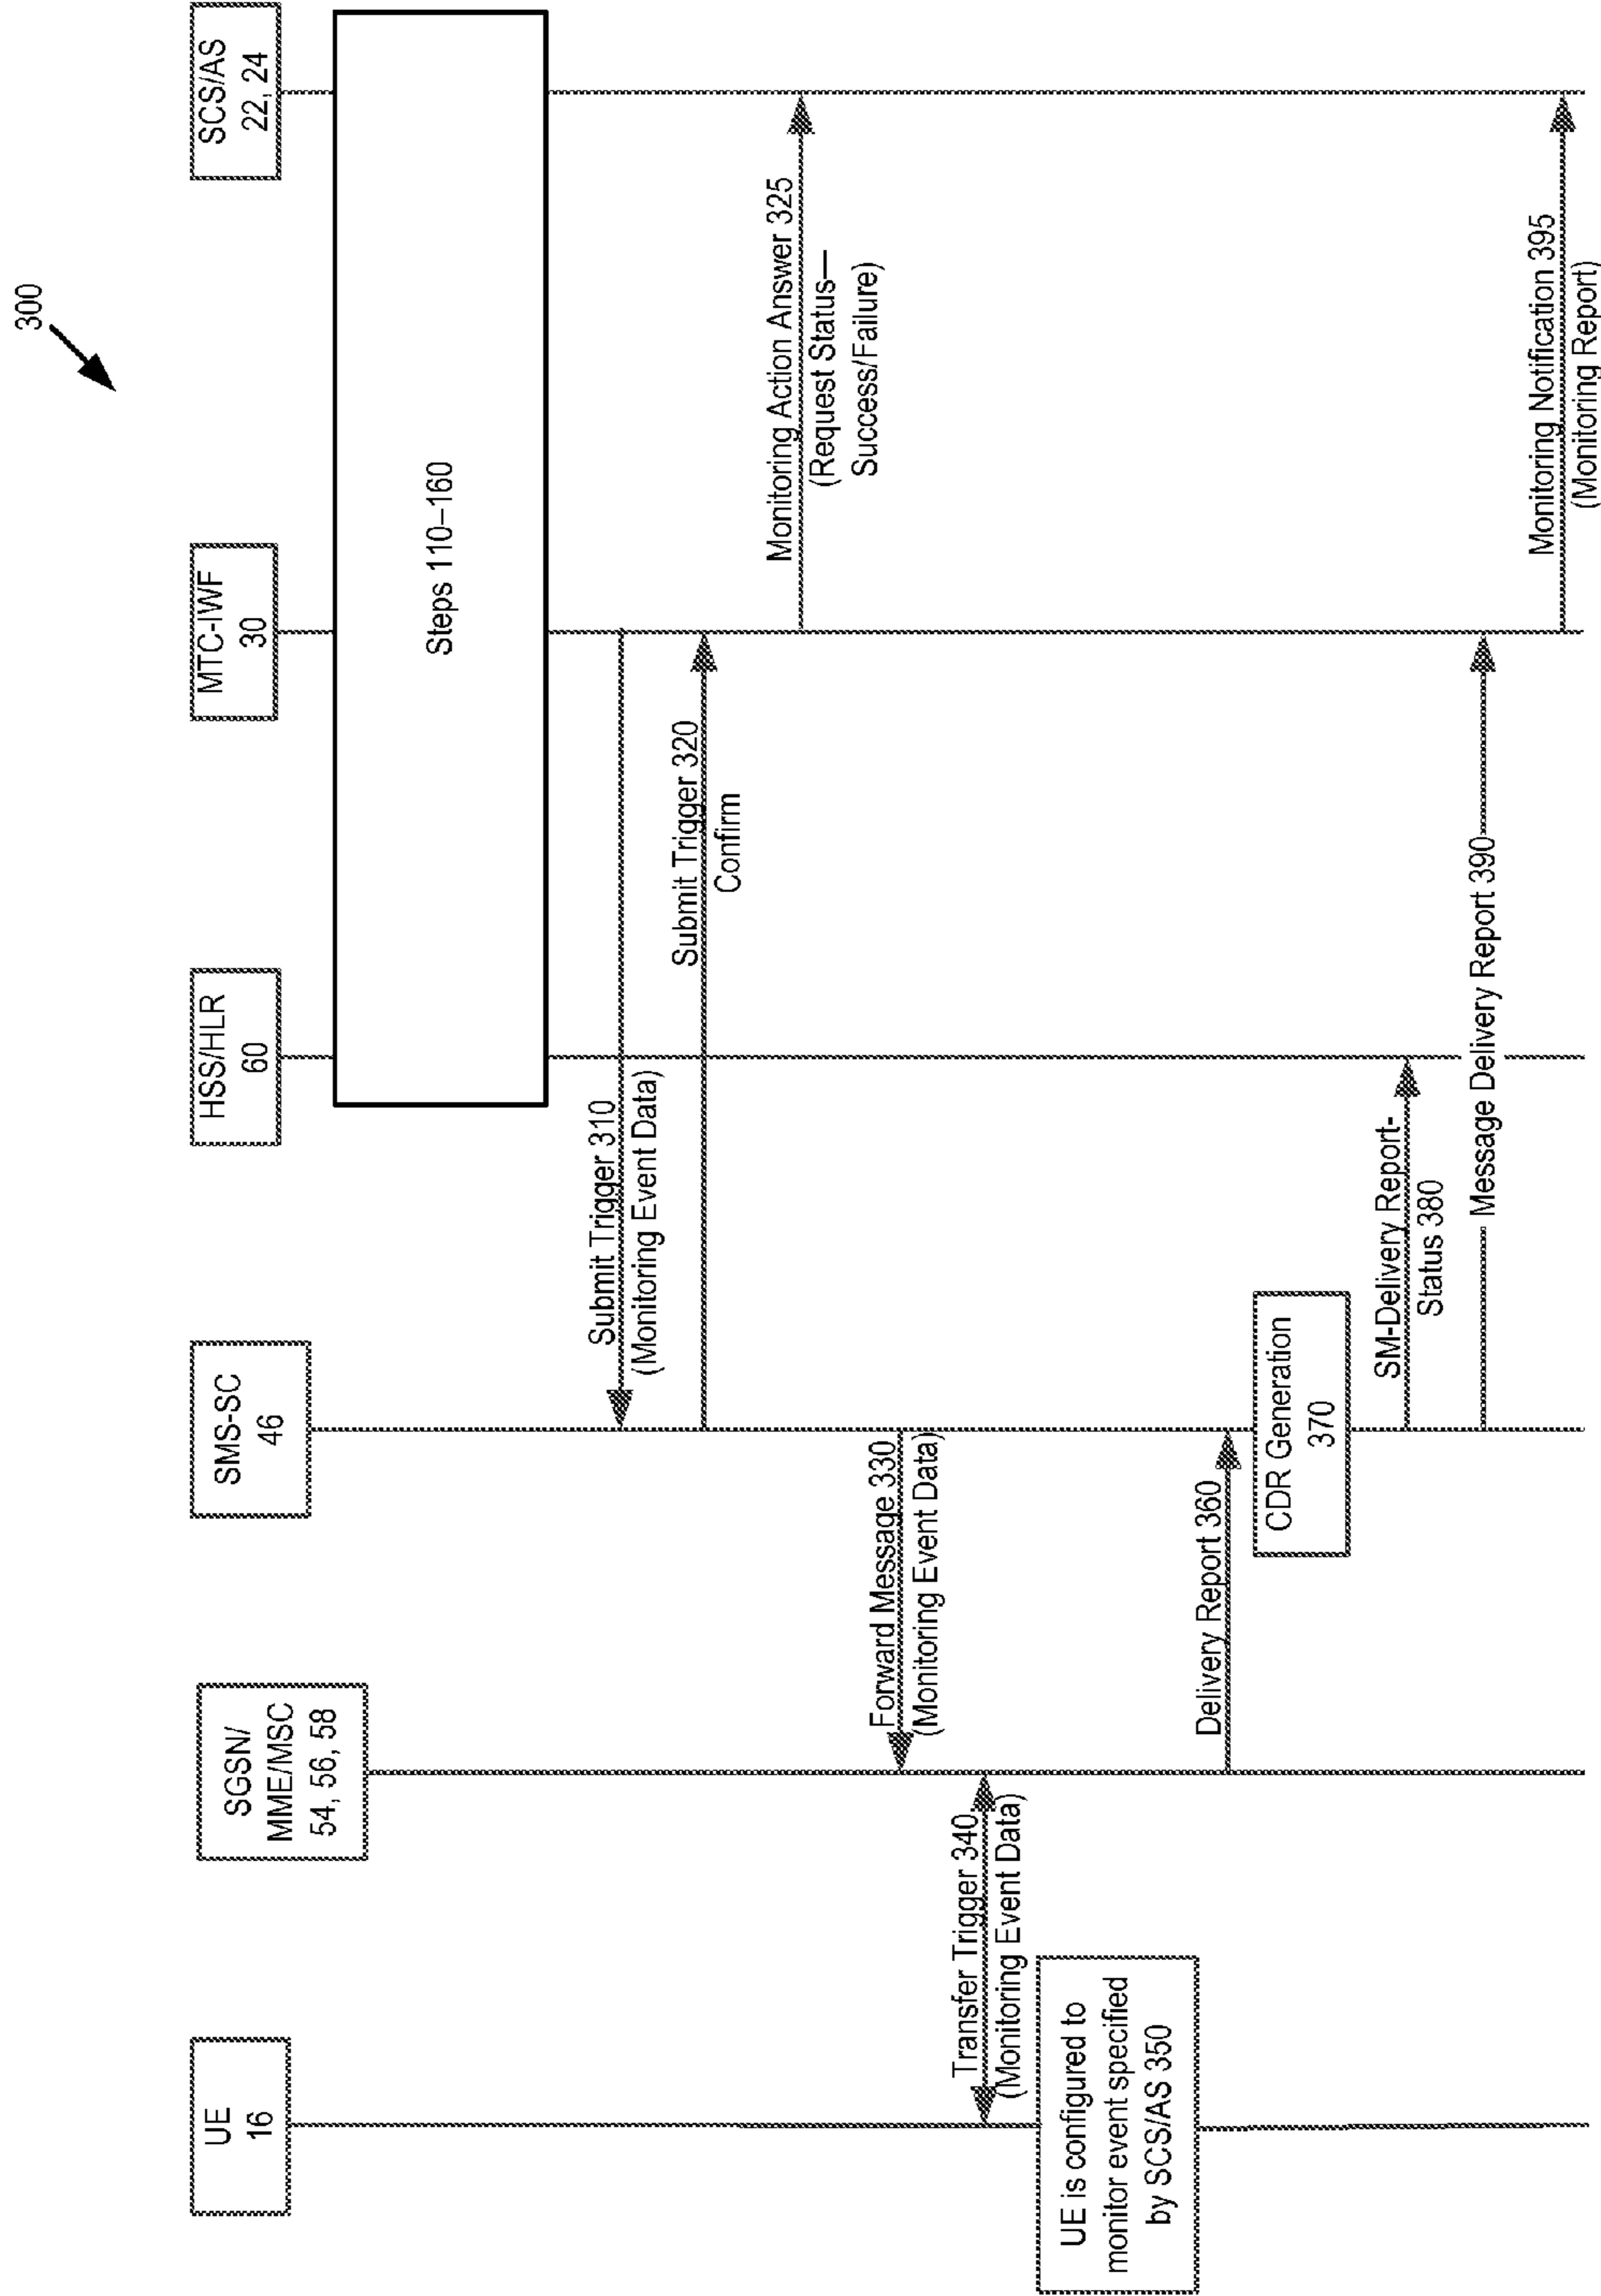 300
UE
16
SGSN/
MME/MSC
54, 56, 58
SMS-SC
46
HSS/HLR
60
MTC-IWF
30
SCS/AS
22, 24
Steps 110–160
Submit Trigger 310
(Monitoring Event Data)
Submit Trigger 320
Confirm
Monitoring Action Answer 325
(Request Status—
Success/Failure)
Forward Message 330
(Monitoring Event Data)
Transfer Trigger 340
(Monitoring Event Data)
UE is configured to
monitor event specified
by SCS/AS 350
Delivery Report 360
CDR Generation
370
SM-Delivery Report-
Status 380
Message Delivery Report 390
Monitoring Notification 395
(Monitoring Report)